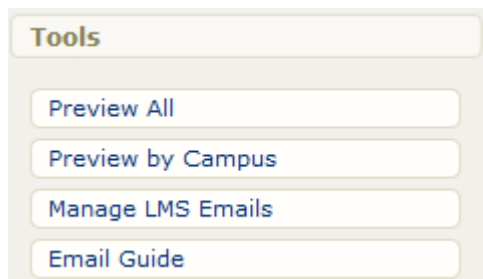 Tools
Preview All
Preview by Campus
Manage LMS Emails
Email Guide